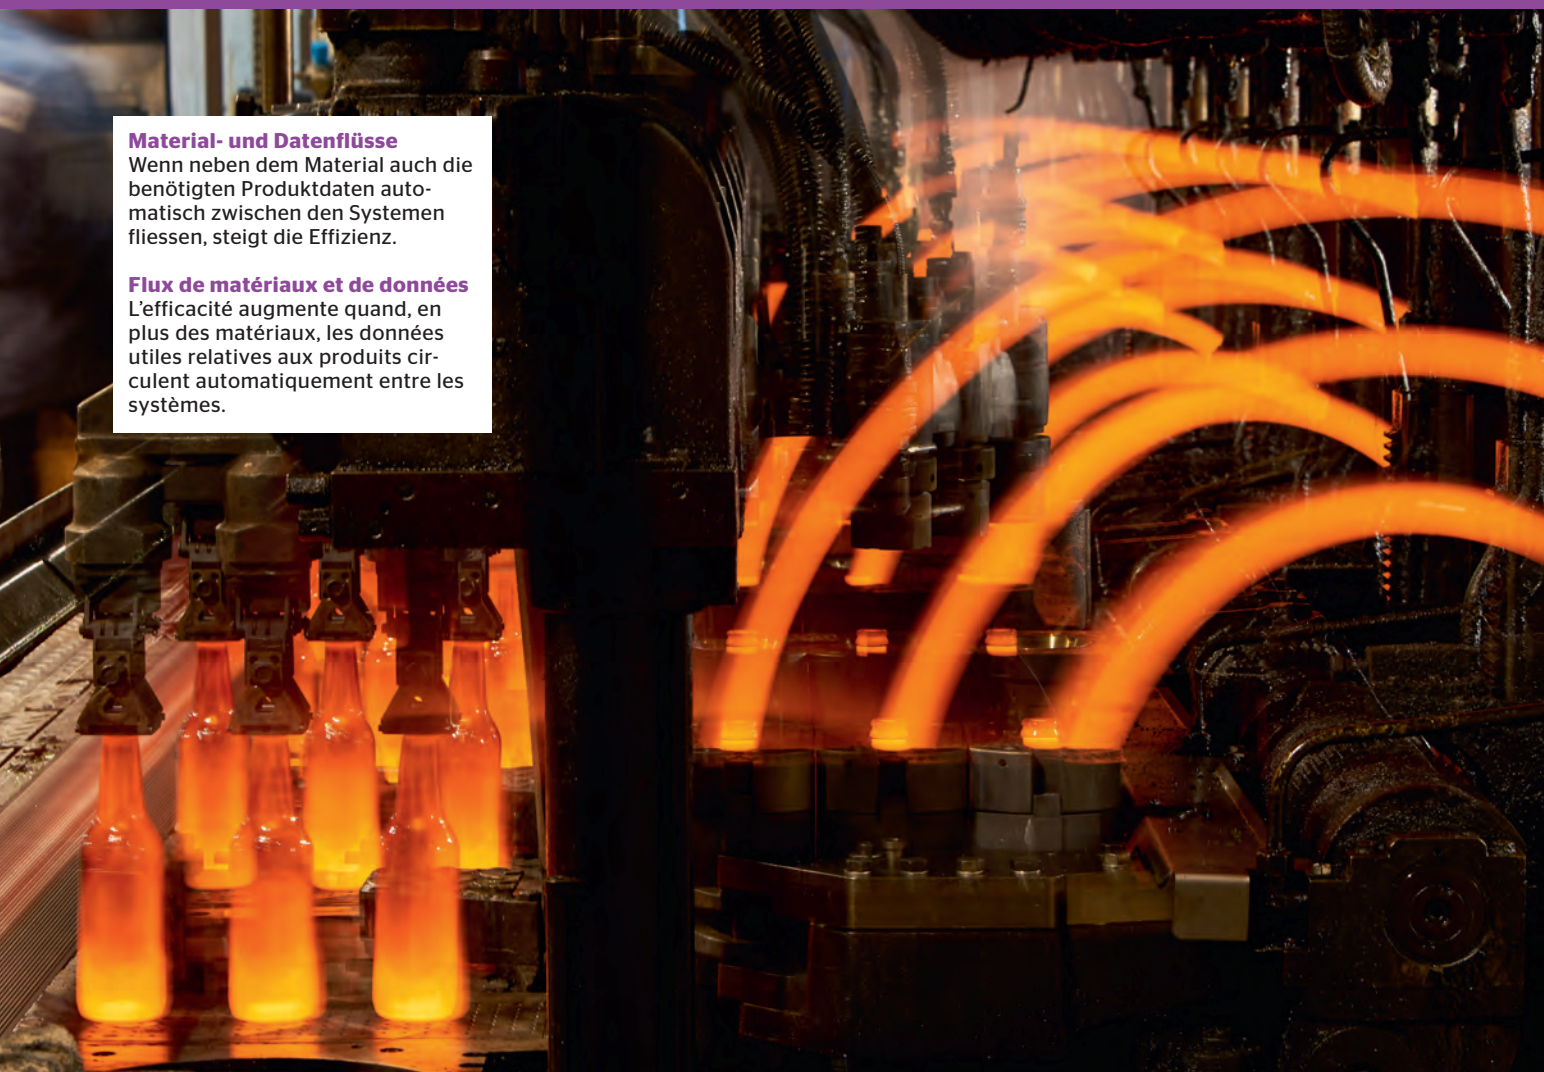 Material- und Datenflüsse
Wenn neben dem Material auch die
benötigten Produktdaten auto-
matisch zwischen den Systemen
fliessen, steigt die Effizienz.
Flux de matériaux et de données
L’efficacité augmente quand, en
plus des matériaux, les données
utiles relatives aux produits cir-
culent automatiquement entre les
systèmes.